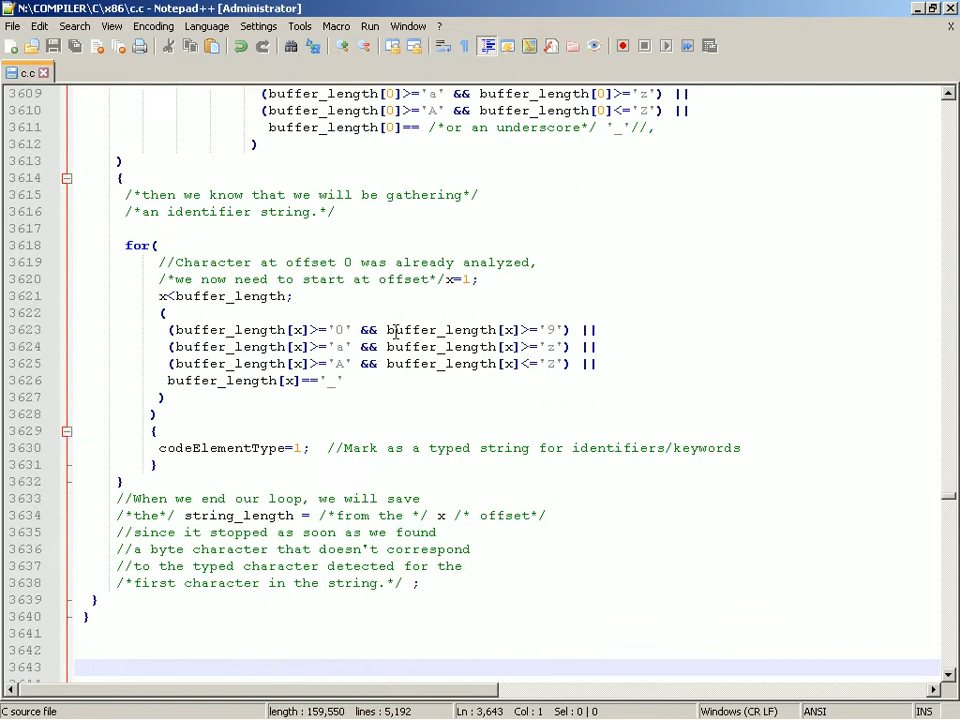 N:\COMPILER\C\x86\c.c - Notepad++ [Administrator]
File Edit Search View Encoding Language Settings Tools Macro Run Window ? X
c.c
3609 (buffer_length[0]>='a' && buffer_length[0]>='z') ||
3610 (buffer_length[0]>='A' && buffer_length[0]<='Z') ||
3611 buffer_length[0]== /*or an underscore*/ '_'//,
3612 )
3613 )
3614 {
3615 /*then we know that we will be gathering*/
3616 /*an identifier string.*/
3617
3618 for(
3619 //Character at offset 0 was already analyzed,
3620 /*we now need to start at offset*/x=1;
3621 x<buffer_length;
3622 (
3623 (buffer_length[x]>='0' && buffer_length[x]>='9') ||
3624 (buffer_length[x]>='a' && buffer_length[x]>='z') ||
3625 (buffer_length[x]>='A' && buffer_length[x]<='Z') ||
3626 buffer_length[x]=='_'
3627 )
3628 )
3629 {
3630 codeElementType=1; //Mark as a typed string for identifiers/keywords
3631 }
3632 }
3633 //When we end our loop, we will save
3634 /*the*/ string_length = /*from the */ x /* offset*/
3635 //since it stopped as soon as we found
3636 //a byte character that doesn't correspond
3637 //to the typed character detected for the
3638 /*first character in the string.*/ ;
3639 }
3640 }
3641
3642
3643
C source file length : 159,550 lines : 5,192 Ln : 3,643 Col : 1 Sel : 0 | 0 Windows (CR LF) ANSI INS